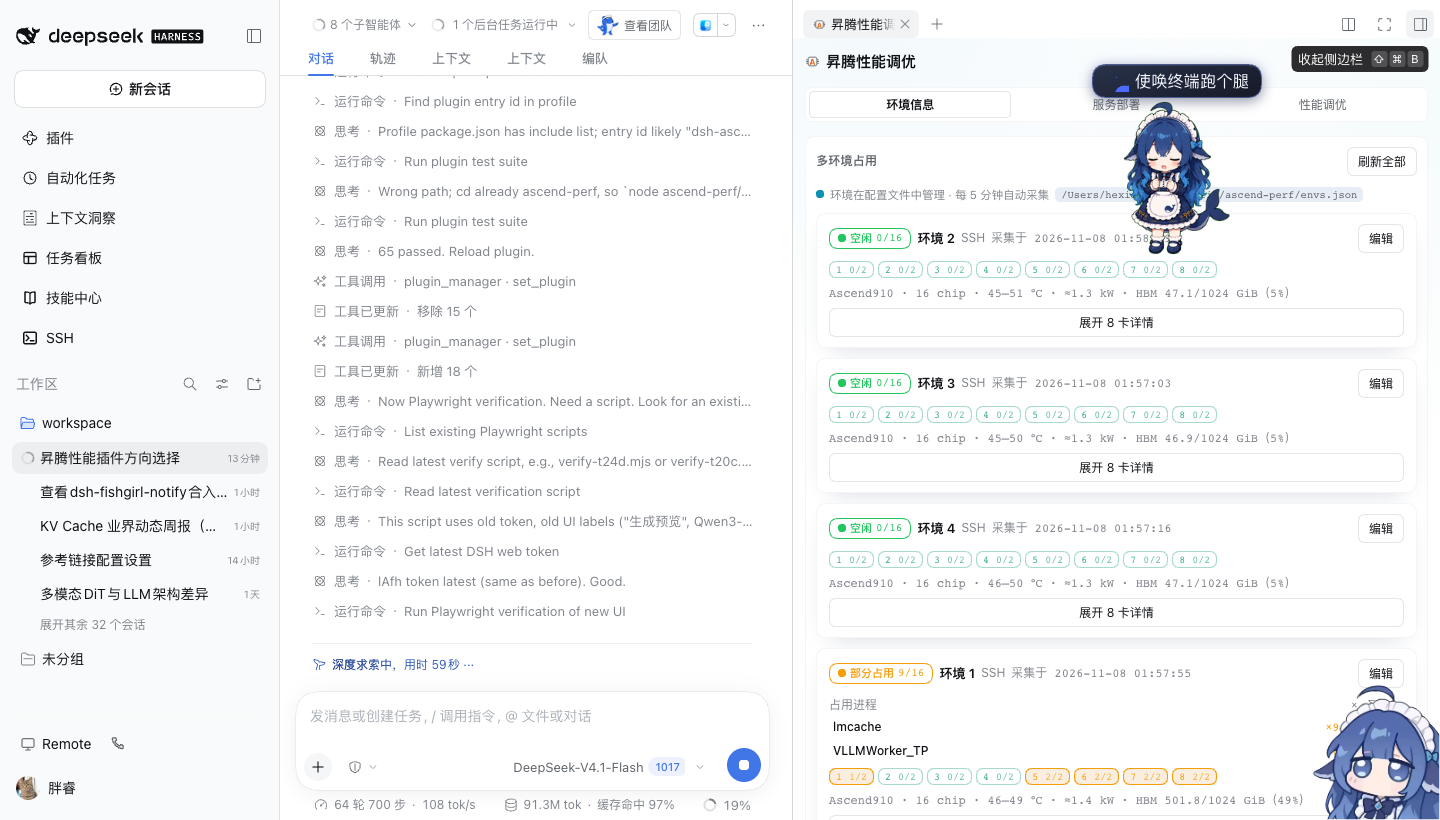 deepseek HARNESS
新会话
插件
自动化任务
上下文洞察
任务看板
技能中心
SSH
工作区
workspace
昇腾性能插件方向选择 13分钟
查看dsh-fishgirl-notify合入... 1小时
KV Cache 业界动态周报（... 1小时
参考链接配置设置 14小时
多模态DiT与LLM架构差异 1天
展开其余 32 个会话
未分组
Remote
胖睿
8 个子智能体
1 个后台任务运行中
查看团队
对话 轨迹 上下文 上下文 编队
运行命令 · Find plugin entry id in profile
思考 · Profile package.json has include list; entry id likely "dsh-asc...
运行命令 · Run plugin test suite
思考 · Wrong path; cd already ascend-perf, so `node ascend-perf/...
运行命令 · Run plugin test suite
思考 · 65 passed. Reload plugin.
工具调用 · plugin_manager · set_plugin
工具已更新 · 移除 15 个
工具调用 · plugin_manager · set_plugin
工具已更新 · 新增 18 个
思考 · Now Playwright verification. Need a script. Look for an existi...
运行命令 · List existing Playwright scripts
思考 · Read latest verify script, e.g., verify-t24d.mjs or verify-t20c....
运行命令 · Read latest verification script
思考 · This script uses old token, old UI labels ("生成预览", Qwen3-...
运行命令 · Get latest DSH web token
思考 · lAfh token latest (same as before). Good.
运行命令 · Run Playwright verification of new UI
深度求索中，用时 59秒 ···
发消息或创建任务, / 调用指令, @ 文件或对话
DeepSeek-V4.1-Flash 1017
64 轮 700 步 · 108 tok/s 91.3M tok · 缓存命中 97% 19%
昇腾性能调
昇腾性能调优
收起侧边栏 ⇧ ⌘ B
使唤终端跑个腿
环境信息 服务部署 性能调优
多环境占用 刷新全部
环境在配置文件中管理 · 每 5 分钟自动采集 /Users/hexi /ascend-perf/envs.json
空闲 0/16 环境 2 SSH 采集于 2026-11-08 01:58 编辑
1 0/2 2 0/2 3 0/2 4 0/2 5 0/2 6 0/2 7 0/2 8 0/2
Ascend910 · 16 chip · 45—51 ℃ · ≈1.3 kW · HBM 47.1/1024 GiB (5%)
展开 8 卡详情
空闲 0/16 环境 3 SSH 采集于 2026-11-08 01:57:03 编辑
1 0/2 2 0/2 3 0/2 4 0/2 5 0/2 6 0/2 7 0/2 8 0/2
Ascend910 · 16 chip · 45—50 ℃ · ≈1.3 kW · HBM 46.9/1024 GiB (5%)
展开 8 卡详情
空闲 0/16 环境 4 SSH 采集于 2026-11-08 01:57:16 编辑
1 0/2 2 0/2 3 0/2 4 0/2 5 0/2 6 0/2 7 0/2 8 0/2
Ascend910 · 16 chip · 46—50 ℃ · ≈1.3 kW · HBM 47.1/1024 GiB (5%)
展开 8 卡详情
部分占用 9/16 环境 1 SSH 采集于 2026-11-08 01:57:55 编辑
占用进程
lmcache ×9
VLLMWorker_TP
1 1/2 2 0/2 3 0/2 4 0/2 5 2/2 6 2/2 7 2/2 8 2/2
Ascend910 · 16 chip · 46—49 ℃ · ≈1.4 kW · HBM 501.8/1024 GiB (49%)